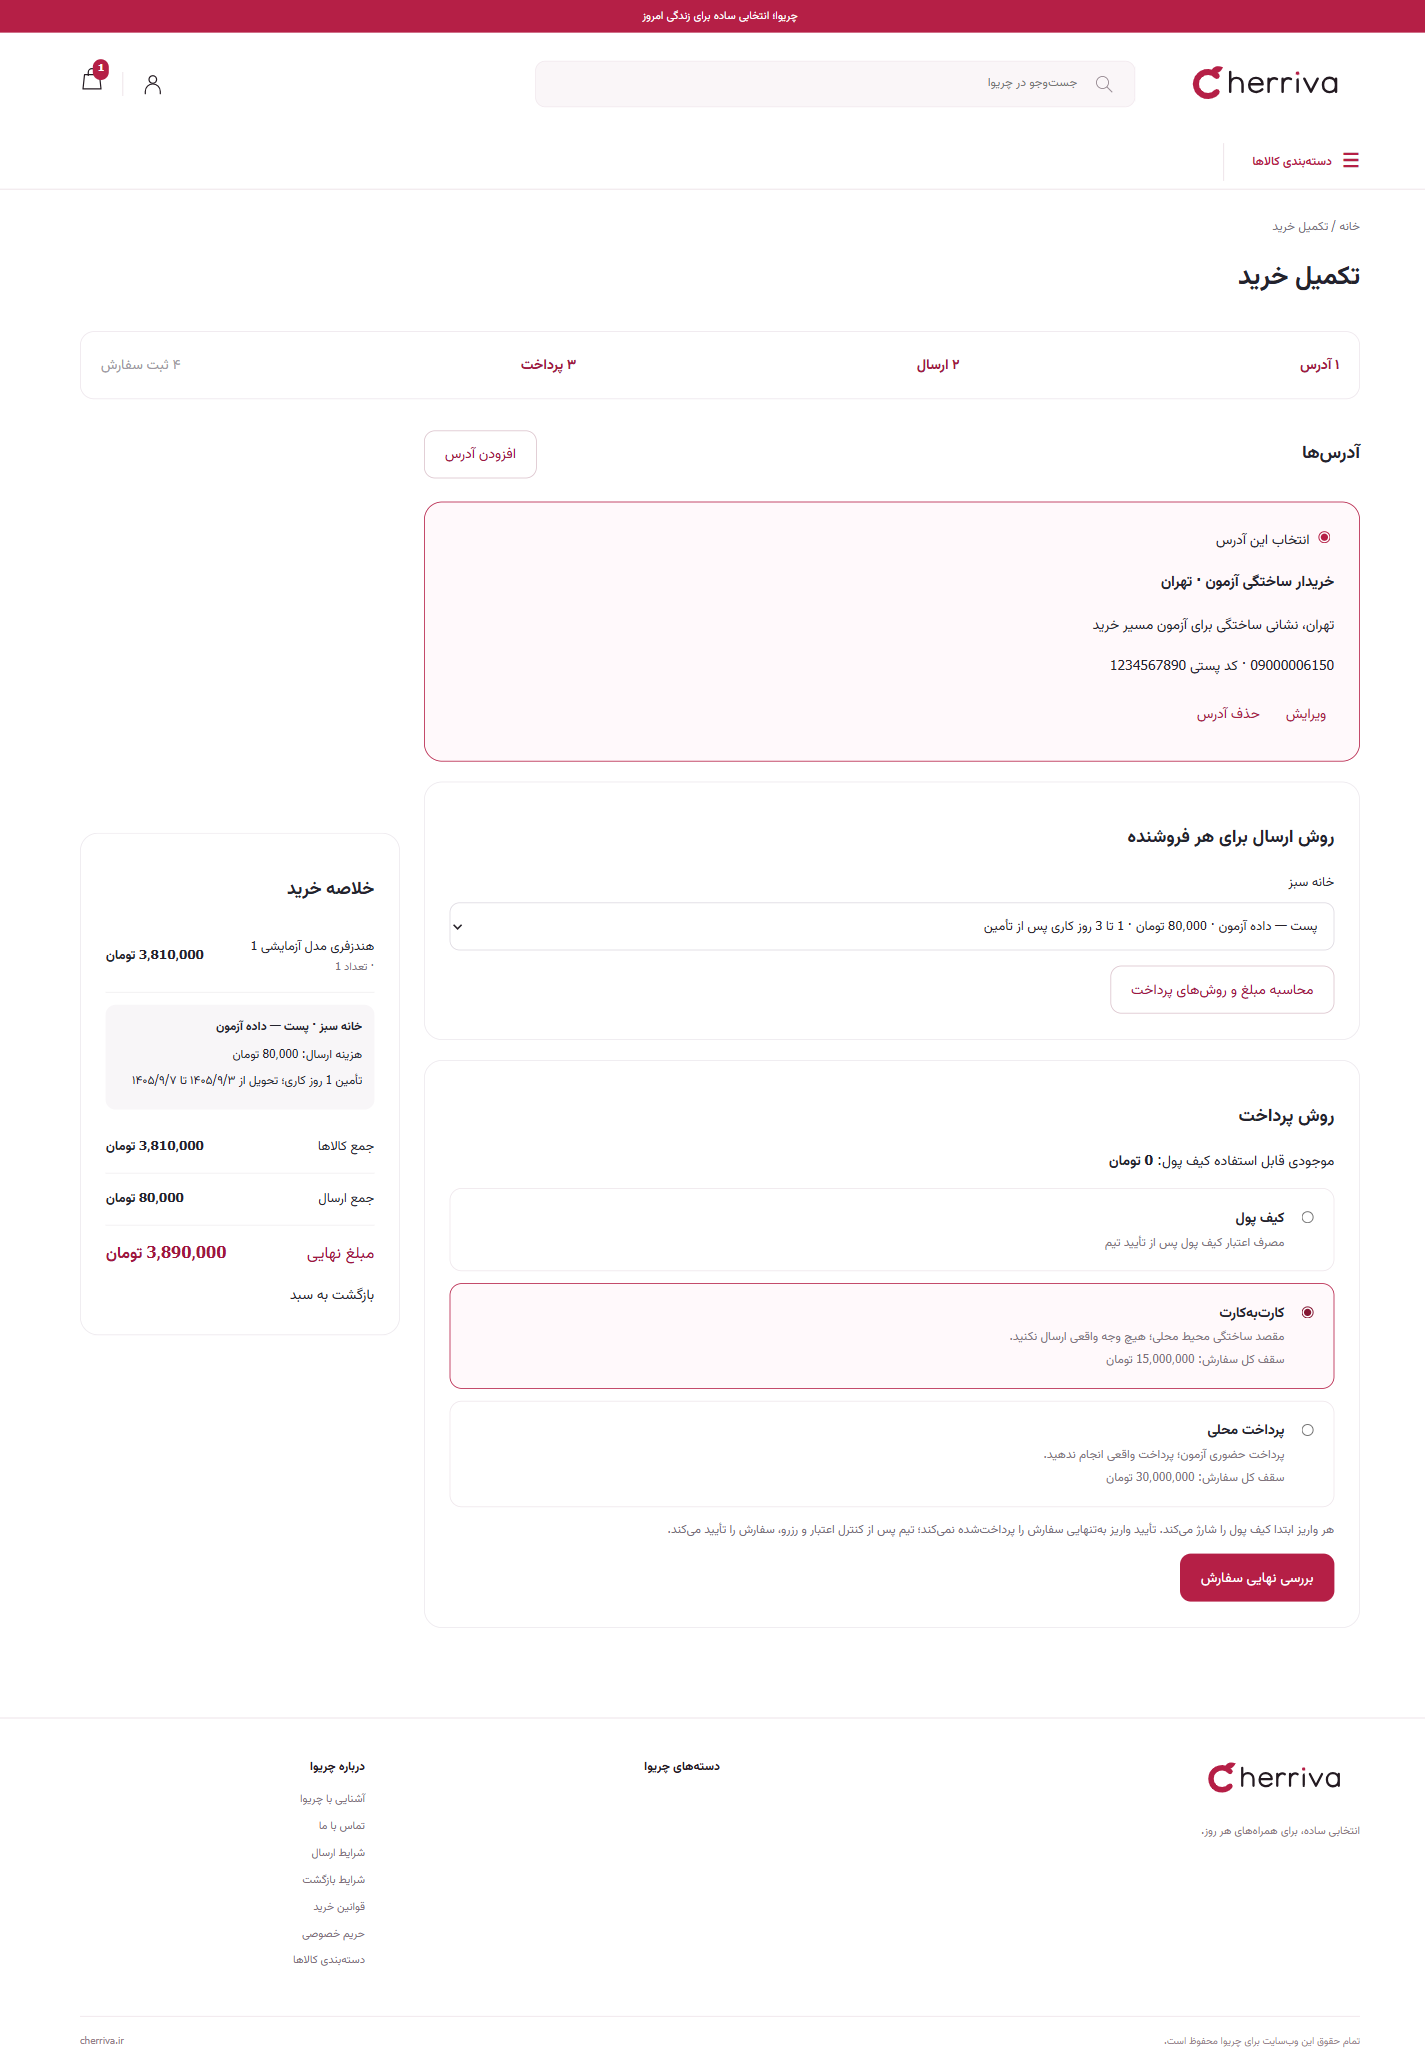 چریوا؛ انتخابی ساده برای زندگی امروز
Cherriva
جست‌وجو در چریوا
1
دسته‌بندی کالاها
خانه / تکمیل خرید
تکمیل خرید
۱ آدرس
۲ ارسال
۳ پرداخت
۴ ثبت سفارش
آدرس‌ها
افزودن آدرس
انتخاب این آدرس
خریدار ساختگی آزمون · تهران
تهران، نشانی ساختگی برای آزمون مسیر خرید
09000006150 · کد پستی 1234567890
ویرایش
حذف آدرس
روش ارسال برای هر فروشنده
خانه سبز
پست — داده آزمون · 80,000 تومان · 1 تا 3 روز کاری پس از تأمین
محاسبه مبلغ و روش‌های پرداخت
روش پرداخت
موجودی قابل استفاده کیف پول: 0 تومان
کیف پول
مصرف اعتبار کیف پول پس از تأیید تیم
کارت‌به‌کارت
مقصد ساختگی محیط محلی؛ هیچ وجه واقعی ارسال نکنید.
سقف کل سفارش: 15,000,000 تومان
پرداخت محلی
پرداخت حضوری آزمون؛ پرداخت واقعی انجام ندهید.
سقف کل سفارش: 30,000,000 تومان
هر واریز ابتدا کیف پول را شارژ می‌کند. تأیید واریز به‌تنهایی سفارش را پرداخت‌شده نمی‌کند؛ تیم پس از کنترل اعتبار و رزرو، سفارش را تأیید می‌کند.
بررسی نهایی سفارش
خلاصه خرید
هندزفری مدل آزمایشی 1
· تعداد 1
3,810,000 تومان
خانه سبز · پست — داده آزمون
هزینه ارسال: 80,000 تومان
تأمین 1 روز کاری؛ تحویل از ۱۴۰۵/۹/۳ تا ۱۴۰۵/۹/۷
جمع کالاها
3,810,000 تومان
جمع ارسال
80,000 تومان
مبلغ نهایی
3,890,000 تومان
بازگشت به سبد
Cherriva
انتخابی ساده، برای همراه‌های هر روز.
دسته‌های چریوا
درباره چریوا
آشنایی با چریوا
تماس با ما
شرایط ارسال
شرایط بازگشت
قوانین خرید
حریم خصوصی
دسته‌بندی کالاها
تمام حقوق این وب‌سایت برای چریوا محفوظ است.
cherriva.ir